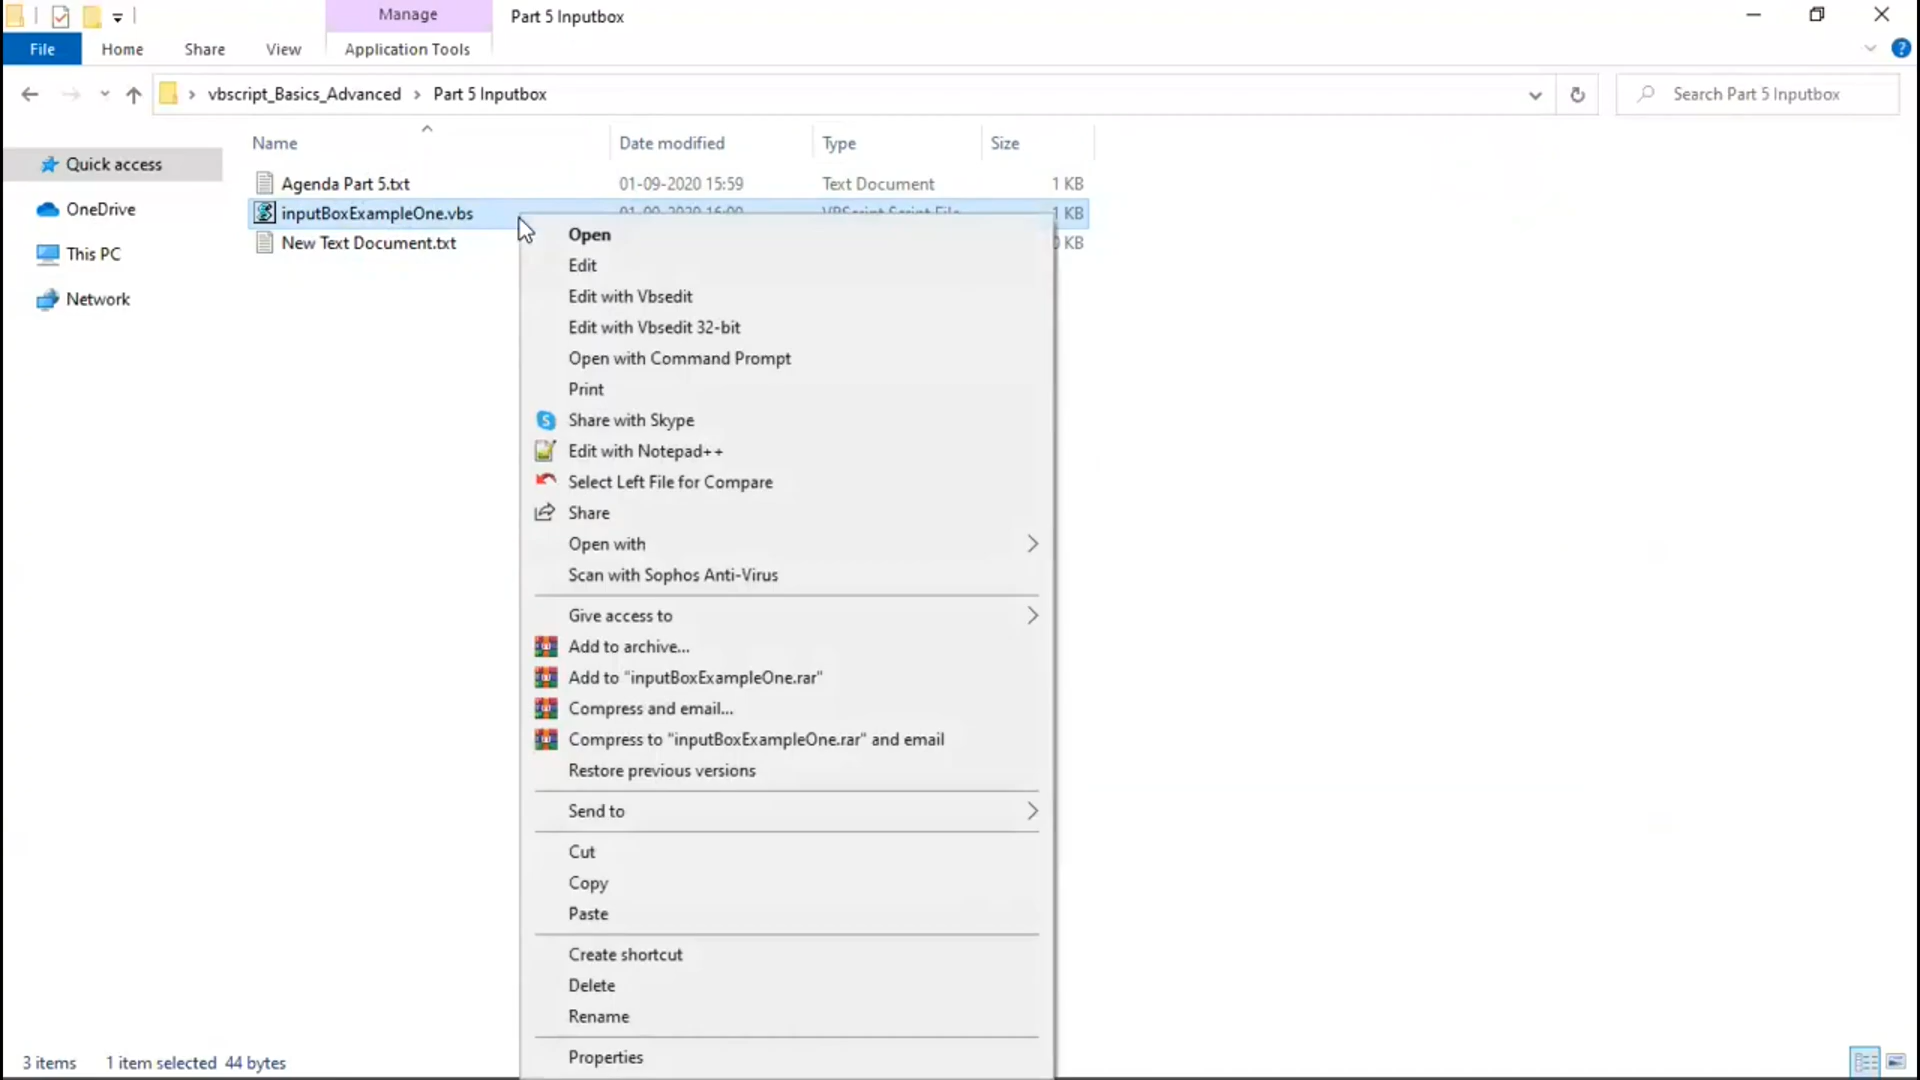 Manage
Part 5 Inputbox
File
Home
Share
View
Application Tools
vbscript_Basics_Advanced
Part 5 Inputbox
Search Part 5 Inputbox
Name
Date modified
Type
Size
Quick access
OneDrive
This PC
Network
Agenda Part 5.txt
01-09-2020 15:59
Text Document
1 KB
inputBoxExampleOne.vbs
VBScript Script File
1 KB
New Text Document.txt
KB
Open
Edit
Edit with Vbsedit
Edit with Vbsedit 32-bit
Open with Command Prompt
Print
Share with Skype
Edit with Notepad++
Select Left File for Compare
Share
Open with
Scan with Sophos Anti-Virus
Give access to
Add to archive...
Add to "inputBoxExampleOne.rar"
Compress and email...
Compress to "inputBoxExampleOne.rar" and email
Restore previous versions
Send to
Cut
Copy
Paste
Create shortcut
Delete
Rename
Properties
3 items
1 item selected 44 bytes